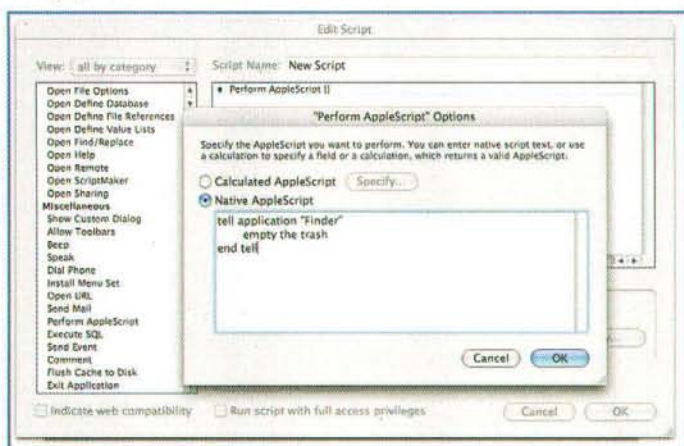 Edit Script
View: all by category
Script Name: New Script
Open File Options
Open Define Database
Open Define File References
Open Define Value Lists
Open Find/Replace
Open Help
Open Remote
Open ScriptMaker
Open Sharing
Miscellaneous
Show Custom Dialog
Allow Toolbars
Beep
Speak
Dial Phone
Install Menu Set
Open URL
Send Mail
Perform AppleScript
Execute SQL
Send Event
Comment
Flush Cache to Disk
Exit Application
Perform AppleScript []
"Perform AppleScript" Options
Specify the AppleScript you want to perform. You can enter native script text, or use
a calculation to specify a field or a calculation, which returns a valid AppleScript.
Calculated AppleScript Specify...
Native AppleScript
tell application "Finder"
empty the trash
end tell
Cancel OK
Indicate web compatibility Run script with full access privileges Cancel OK